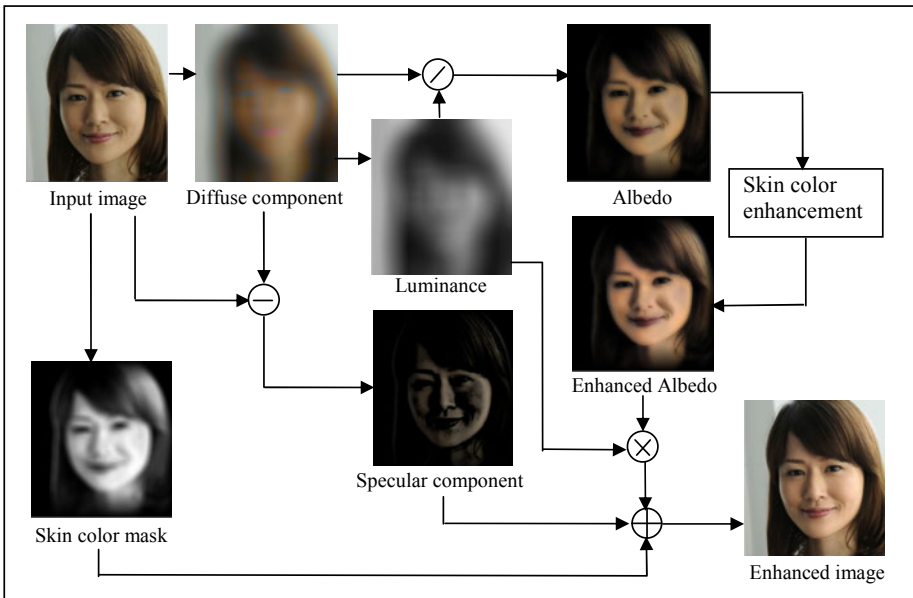 Input image
Diffuse component
Albedo
Skin color
enhancement
Luminance
Enhanced Albedo
Specular component
Skin color mask
Enhanced image